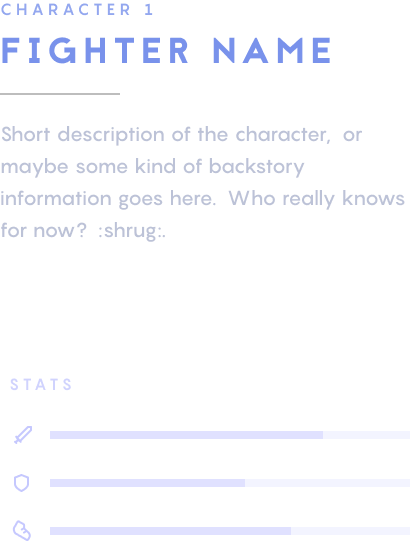 CHARACTER 1
FIGHTER NAME
Short description of the character,  or
maybe some kind of backstory
information goes here.  Who really knows
for now?  :shrug:.
STATS